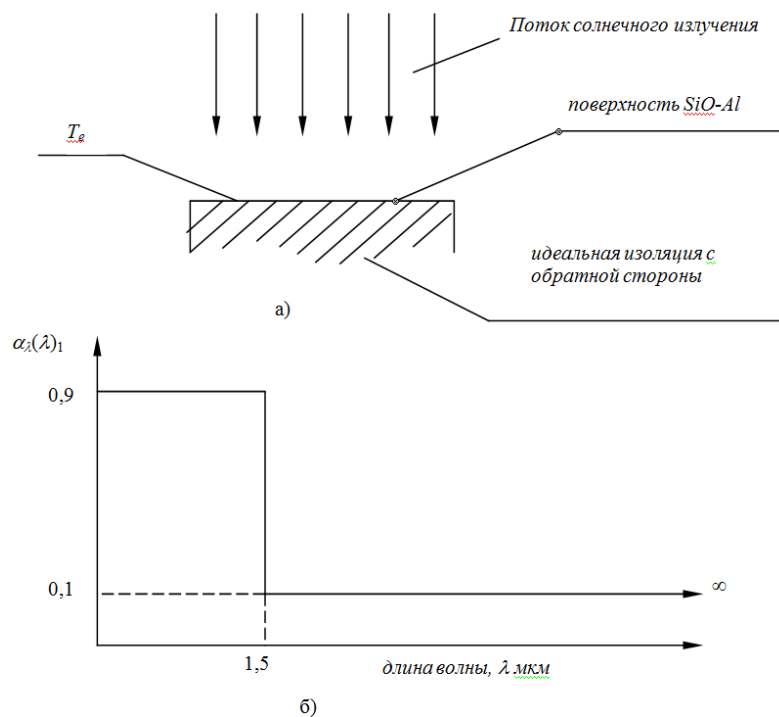 Поток солнечного излучения
поверхность SiO-Al
T_e
идеальная изоляция с
обратной стороны
а)
α_λ(λ)_1
0,9
0,1
∞
1,5
длина волны, λ мкм
б)